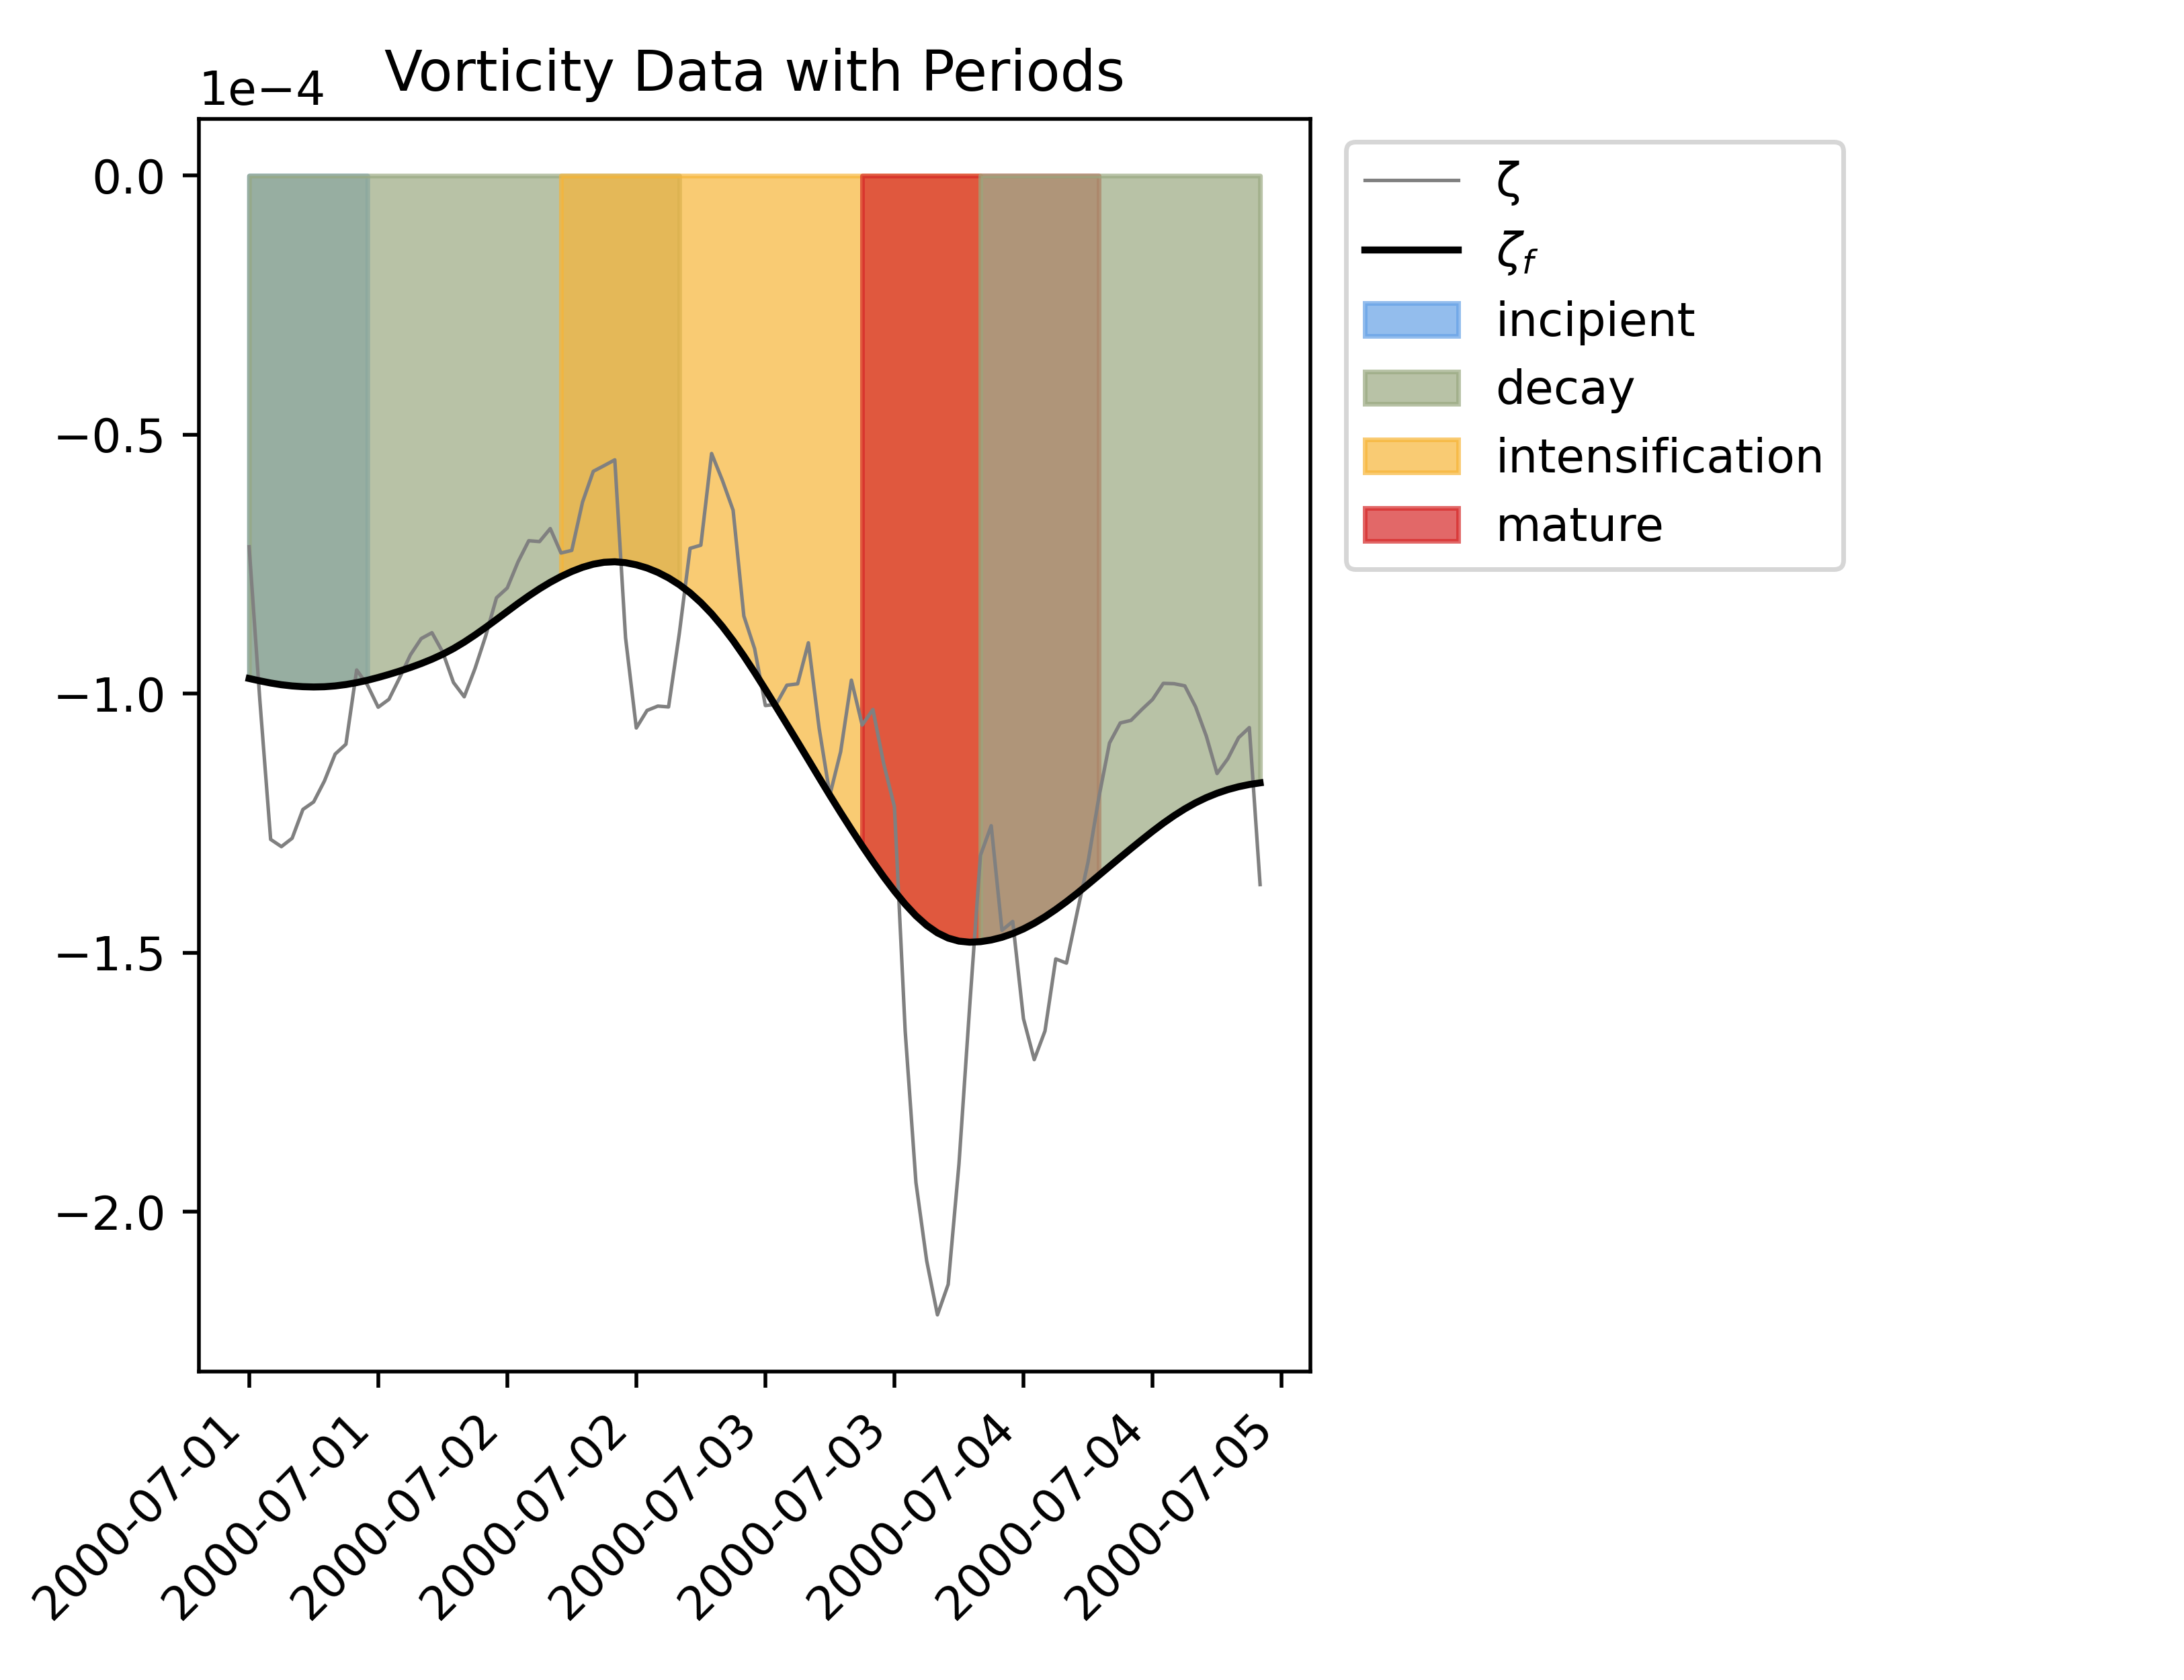 Vorticity Data with Periods
1e−4
0.0
−0.5
−1.0
−1.5
−2.0
2000-07-01
2000-07-01
2000-07-02
2000-07-02
2000-07-03
2000-07-03
2000-07-04
2000-07-04
2000-07-05
ζ
ζf
incipient
decay
intensification
mature